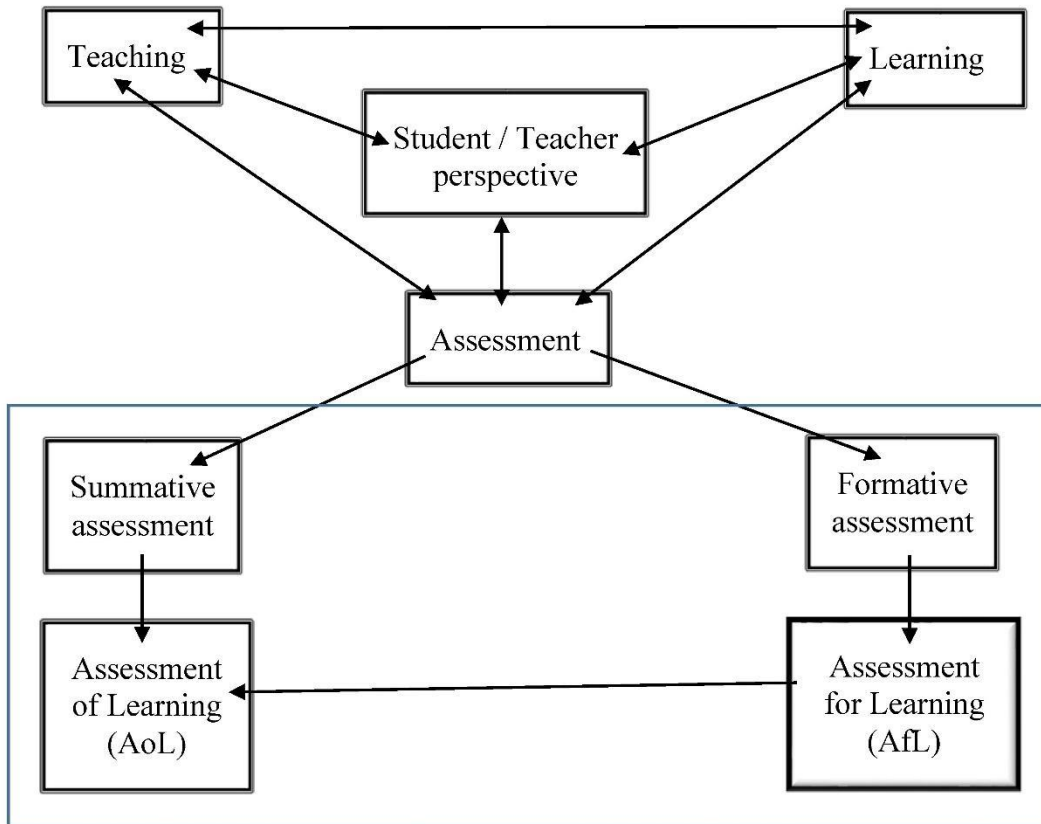 Teaching
Learning
Student / Teacher
perspective
Assessment
Summative
assessment
Formative
assessment
Assessment
of Learning
(AoL)
Assessment
for Learning
(AfL)